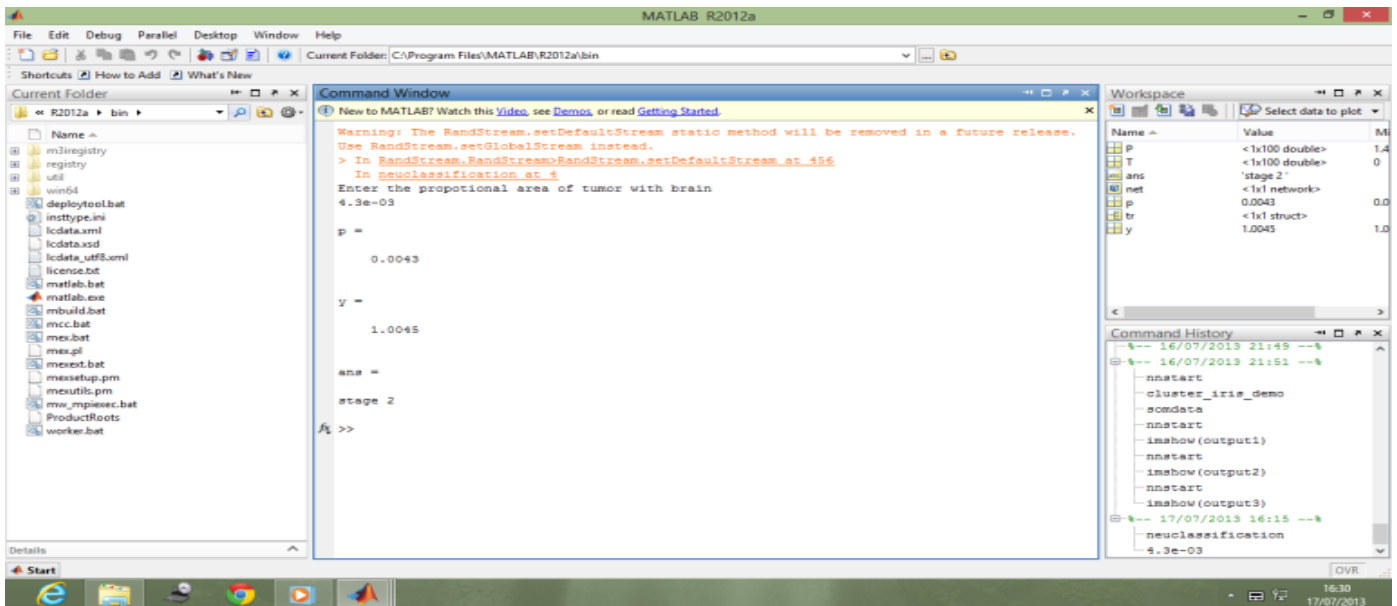 MATLAB R2012a
File Edit Debug Parallel Desktop Window Help
Current Folder: C:\Program Files\MATLAB\R2012a\bin
Shortcuts How to Add What's New
Current Folder
« R2012a bin
Name
m3iregistry
registry
util
win64
deploytool.bat
insttype.ini
lcdata.xml
lcdata.xsd
lcdata_utf8.xml
license.txt
matlab.bat
matlab.exe
mbuild.bat
mcc.bat
mex.bat
mex.pl
mexext.bat
mexsetup.pm
mexutils.pm
mw_mpiexec.bat
ProductRoots
worker.bat
Details
Command Window
New to MATLAB? Watch this Video, see Demos, or read Getting Started.
Warning: The RandStream.setDefaultStream static method will be removed in a future release.
Use RandStream.setGlobalStream instead.
> In RandStream.RandStream>RandStream.setDefaultStream at 456
In neuclassification at 4
Enter the propotional area of tumor with brain
4.3e-03
p =
0.0043
y =
1.0045
ans =
stage 2
fx >>
Workspace
Select data to plot
Name Value Mi
P <1x100 double> 1.4
T <1x100 double> 0
ans 'stage 2 '
net <1x1 network>
p 0.0043 0.0
tr <1x1 struct>
y 1.0045 1.0
Command History
%-- 16/07/2013 21:49 --%
%-- 16/07/2013 21:51 --%
nnstart
cluster_iris_demo
somdata
nnstart
imshow(output1)
nnstart
imshow(output2)
nnstart
imshow(output3)
%-- 17/07/2013 16:15 --%
neuclassification
4.3e-03
Start
OVR
16:30
17/07/2013